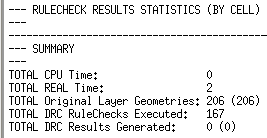 --- RULECHECK RESULTS STATISTICS (BY CELL)
---
----------------------------------------
--- SUMMARY
---
TOTAL CPU Time: 0
TOTAL REAL Time: 2
TOTAL Original Layer Geometries: 206 (206)
TOTAL DRC RuleChecks Executed: 167
TOTAL DRC Results Generated: 0 (0)